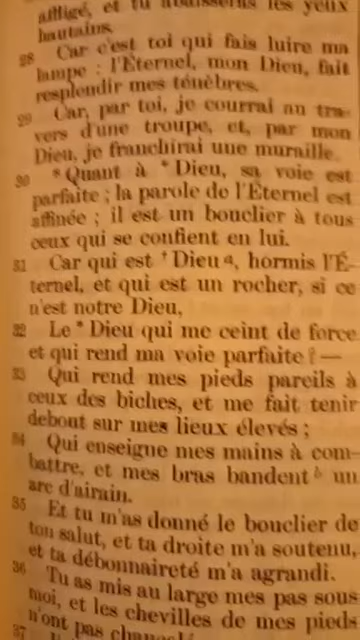 affligé, et tu abaisseras les yeux
hautains.
28 Car c'est toi qui fais luire ma
lampe : l'Éternel, mon Dieu, fait
resplendir mes ténèbres.
29 Car, par toi, je courrai au tra-
vers d'une troupe, et, par mon
Dieu, je franchirai une muraille.
30 * Quant à * Dieu, sa voie est
parfaite ; la parole de l'Éternel est
affinée ; il est un bouclier à tous
ceux qui se confient en lui.
31 Car qui est † Dieu a, hormis l'É-
ternel, et qui est un rocher, si ce
n'est notre Dieu,
32 Le * Dieu qui me ceint de force
et qui rend ma voie parfaite ? —
33 Qui rend mes pieds pareils à
ceux des biches, et me fait tenir
debout sur mes lieux élevés ;
34 Qui enseigne mes mains à com-
battre, et mes bras bandent b un
arc d'airain.
35 Et tu m'as donné le bouclier de
ton salut, et ta droite m'a soutenu,
et ta débonnaireté m'a agrandi.
36 Tu as mis au large mes pas sous
moi, et les chevilles de mes pieds
n'ont pas
37